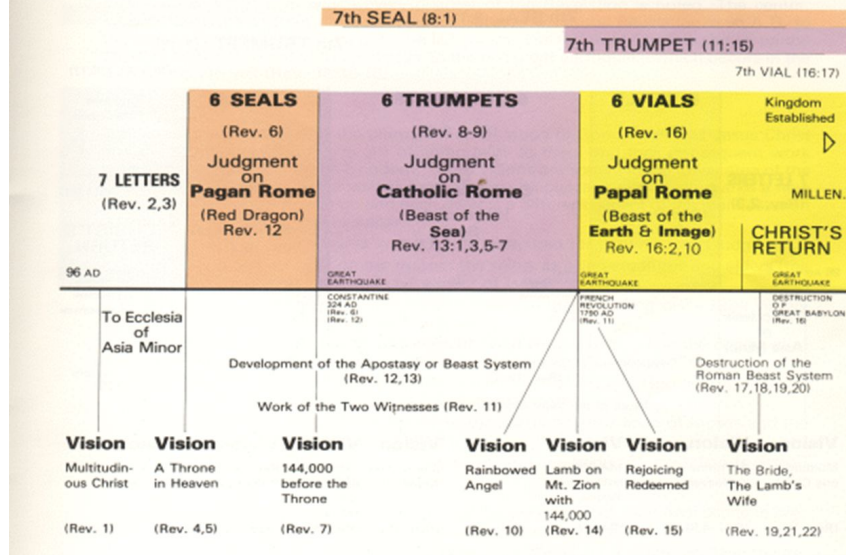 7th SEAL (8:1)
7th TRUMPET (11:15)
7th VIAL (16:17)
7 LETTERS
(Rev. 2,3)
96 AD
6 SEALS
(Rev. 6)
Judgment
on
Pagan Rome
(Red Dragon)
Rev. 12
6 TRUMPETS
(Rev. 8-9)
Judgment
on
Catholic Rome
(Beast of the
Sea)
Rev. 13:1,3,5-7
GREAT
EARTHQUAKE
6 VIALS
(Rev. 16)
Judgment
on
Papal Rome
(Beast of the
Earth & Image)
Rev. 16:2,10
GREAT
EARTHQUAKE
Kingdom
Established
MILLEN.
CHRIST'S
RETURN
GREAT
EARTHQUAKE
To Ecclesia
of
Asia Minor
CONSTANTINE
324 AD
(Rev. 6)
(Rev. 12)
FRENCH
REVOLUTION
1790 AD
(Rev. 11)
DESTRUCTION
OF
GREAT BABYLON
(Rev. 16)
Development of the Apostasy or Beast System
(Rev. 12,13)
Work of the Two Witnesses (Rev. 11)
Destruction of the
Roman Beast System
(Rev. 17,18,19,20)
Vision
Multitudin-
ous Christ
(Rev. 1)
Vision
A Throne
in Heaven
(Rev. 4,5)
Vision
144,000
before the
Throne
(Rev. 7)
Vision
Rainbowed
Angel
(Rev. 10)
Vision
Lamb on
Mt. Zion
with
144,000
(Rev. 14)
Vision
Rejoicing
Redeemed
(Rev. 15)
Vision
The Bride,
The Lamb's
Wife
(Rev. 19,21,22)